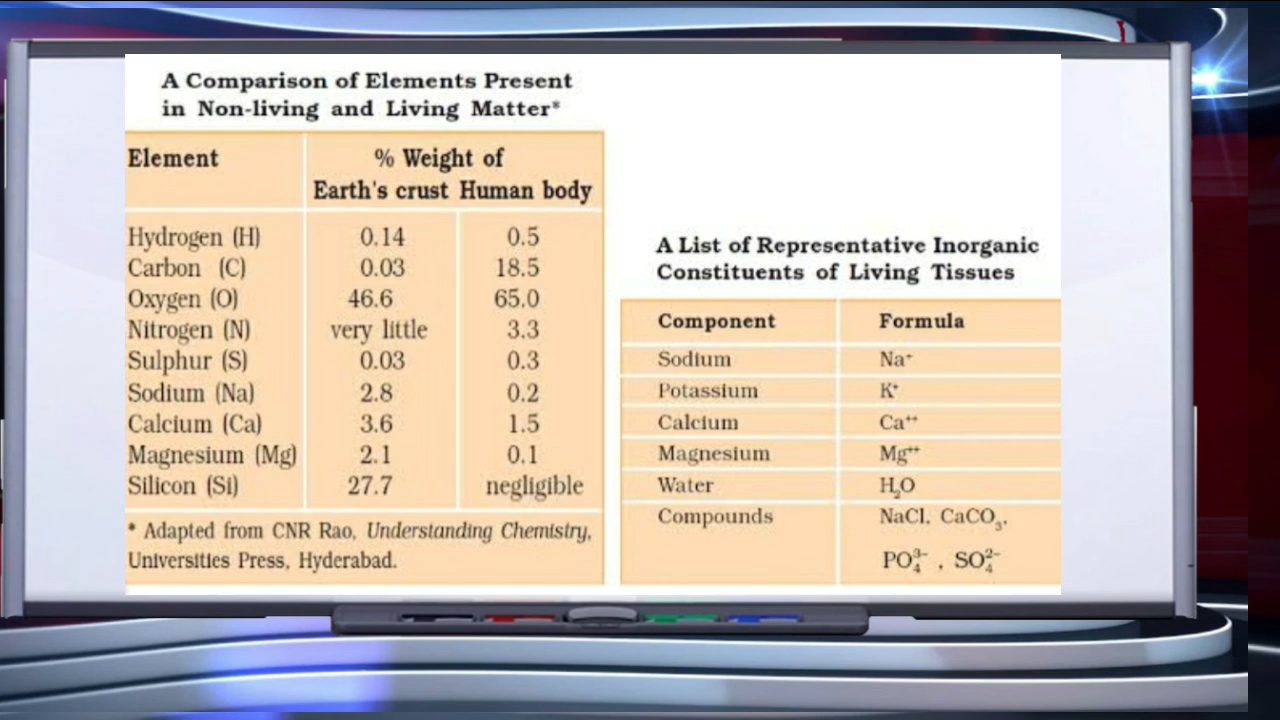 A Comparison of Elements Present
in Non-living and Living Matter*
Element % Weight of
Earth's crust Human body
Hydrogen (H) 0.14 0.5
Carbon (C) 0.03 18.5
Oxygen (O) 46.6 65.0
Nitrogen (N) very little 3.3
Sulphur (S) 0.03 0.3
Sodium (Na) 2.8 0.2
Calcium (Ca) 3.6 1.5
Magnesium (Mg) 2.1 0.1
Silicon (Si) 27.7 negligible
* Adapted from CNR Rao, Understanding Chemistry,
Universities Press, Hyderabad.
A List of Representative Inorganic
Constituents of Living Tissues
Component Formula
Sodium Na⁺
Potassium K⁺
Calcium Ca⁺⁺
Magnesium Mg⁺⁺
Water H₂O
Compounds NaCl, CaCO₃,
PO₄³⁻ , SO₄²⁻